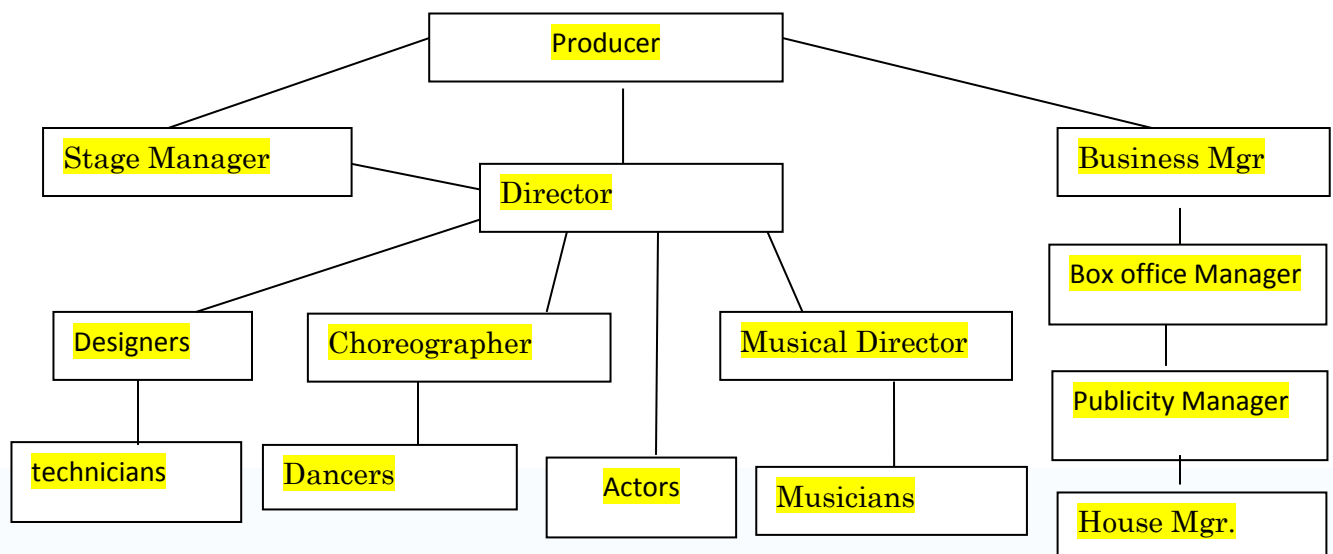 Producer
Stage Manager
Business Mgr
Director
Box office Manager
Designers
Choreographer
Musical Director
Publicity Manager
technicians
Dancers
Actors
Musicians
House Mgr.